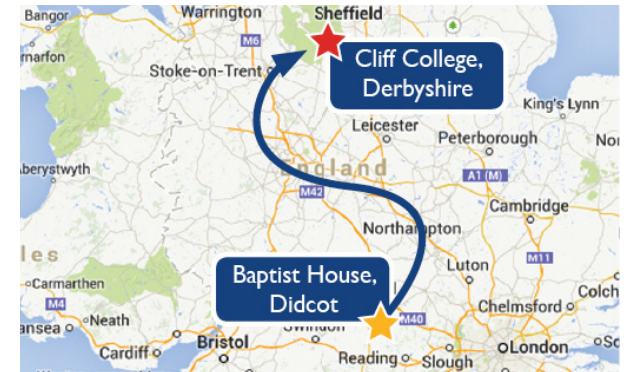 Bangor
Warrington
Sheffield
M6
Cliff College,
Derbyshire
rnarfon
Stoke-on-Trent
King's Lynn
Leicester
Peterborough
Nor
England
berystwyth
A1 (M)
M42
Cambridge
Northampton
les
Baptist House,
Didcot
Luton
M11
Carmarthen
M4
M40
Chelmsford
Colch
ansea
Neath
Swindon
Bristol
London
Cardiff
Reading
Slough